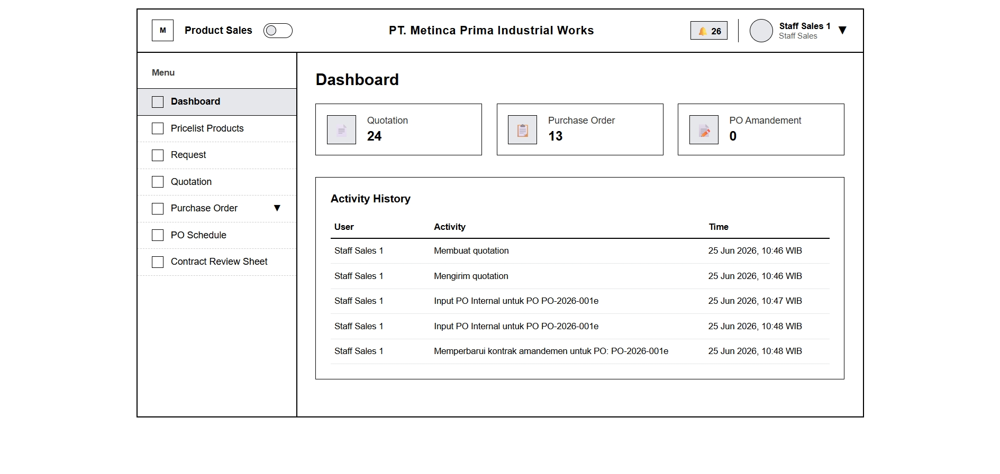 M
Product Sales
PT. Metinca Prima Industrial Works
26
Staff Sales 1
Staff Sales
▼
Menu
Dashboard
Pricelist Products
Request
Quotation
Purchase Order ▼
PO Schedule
Contract Review Sheet
Dashboard
Quotation
24
Purchase Order
13
PO Amandement
0
Activity History
User Activity Time
Staff Sales 1 Membuat quotation 25 Jun 2026, 10:46 WIB
Staff Sales 1 Mengirim quotation 25 Jun 2026, 10:46 WIB
Staff Sales 1 Input PO Internal untuk PO PO-2026-001e 25 Jun 2026, 10:47 WIB
Staff Sales 1 Input PO Internal untuk PO PO-2026-001e 25 Jun 2026, 10:48 WIB
Staff Sales 1 Memperbarui kontrak amandemen untuk PO: PO-2026-001e 25 Jun 2026, 10:48 WIB